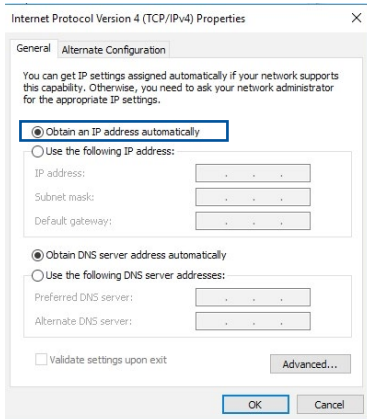 Internet Protocol Version 4 (TCP/IPv4) Properties
General
Alternate Configuration
You can get IP settings assigned automatically if your network supports
this capability. Otherwise, you need to ask your network administrator
for the appropriate IP settings.
Obtain an IP address automatically
Use the following IP address:
IP address:
Subnet mask:
Default gateway:
Obtain DNS server address automatically
Use the following DNS server addresses:
Preferred DNS server:
Alternate DNS server:
Validate settings upon exit
Advanced...
OK
Cancel